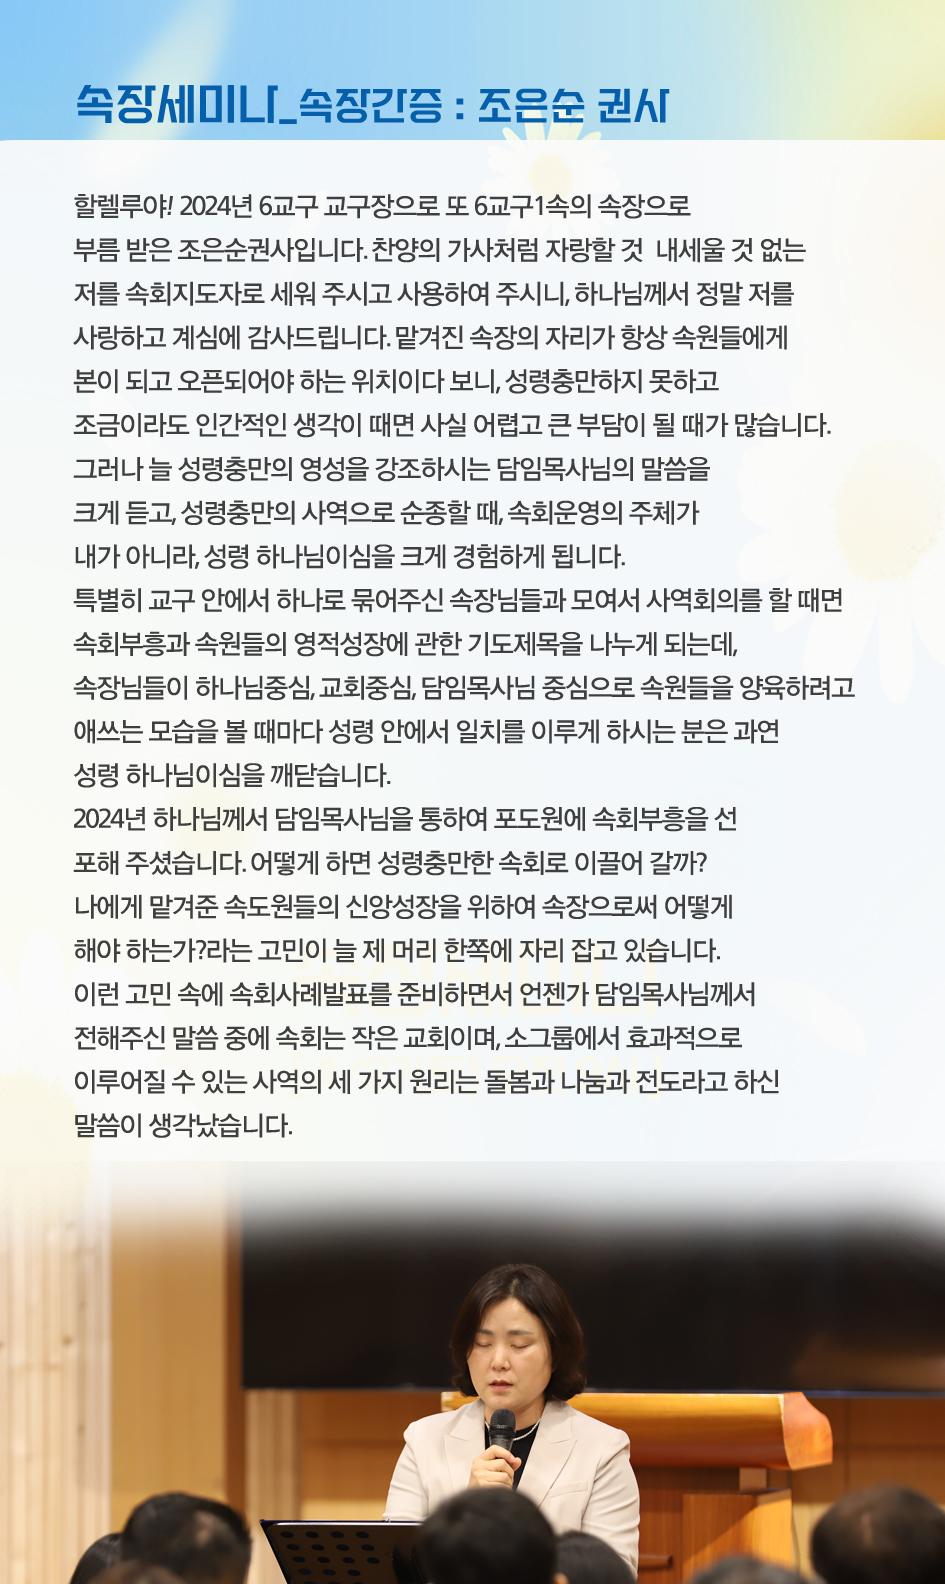 속장세미나_속장간증 : 조은순 권사
할렐루야! 2024년 6교구 교구장으로 또 6교구1속의 속장으로
부름 받은 조은순권사입니다. 찬양의 가사처럼 자랑할 것  내세울 것 없는
저를 속회지도자로 세워 주시고 사용하여 주시니, 하나님께서 정말 저를
사랑하고 계심에 감사드립니다. 맡겨진 속장의 자리가 항상 속원들에게
본이 되고 오픈되어야 하는 위치이다 보니, 성령충만하지 못하고
조금이라도 인간적인 생각이 때면 사실 어렵고 큰 부담이 될 때가 많습니다.
그러나 늘 성령충만의 영성을 강조하시는 담임목사님의 말씀을
크게 듣고, 성령충만의 사역으로 순종할 때, 속회운영의 주체가
내가 아니라, 성령 하나님이심을 크게 경험하게 됩니다.
특별히 교구 안에서 하나로 묶어주신 속장님들과 모여서 사역회의를 할 때면
속회부흥과 속원들의 영적성장에 관한 기도제목을 나누게 되는데,
속장님들이 하나님중심, 교회중심, 담임목사님 중심으로 속원들을 양육하려고
애쓰는 모습을 볼 때마다 성령 안에서 일치를 이루게 하시는 분은 과연
성령 하나님이심을 깨닫습니다.
2024년 하나님께서 담임목사님을 통하여 포도원에 속회부흥을 선
포해 주셨습니다. 어떻게 하면 성령충만한 속회로 이끌어 갈까?
나에게 맡겨준 속도원들의 신앙성장을 위하여 속장으로써 어떻게
해야 하는가?라는 고민이 늘 제 머리 한쪽에 자리 잡고 있습니다.
이런 고민 속에 속회사례발표를 준비하면서 언젠가 담임목사님께서
전해주신 말씀 중에 속회는 작은 교회이며, 소그룹에서 효과적으로
이루어질 수 있는 사역의 세 가지 원리는 돌봄과 나눔과 전도라고 하신
말씀이 생각났습니다.